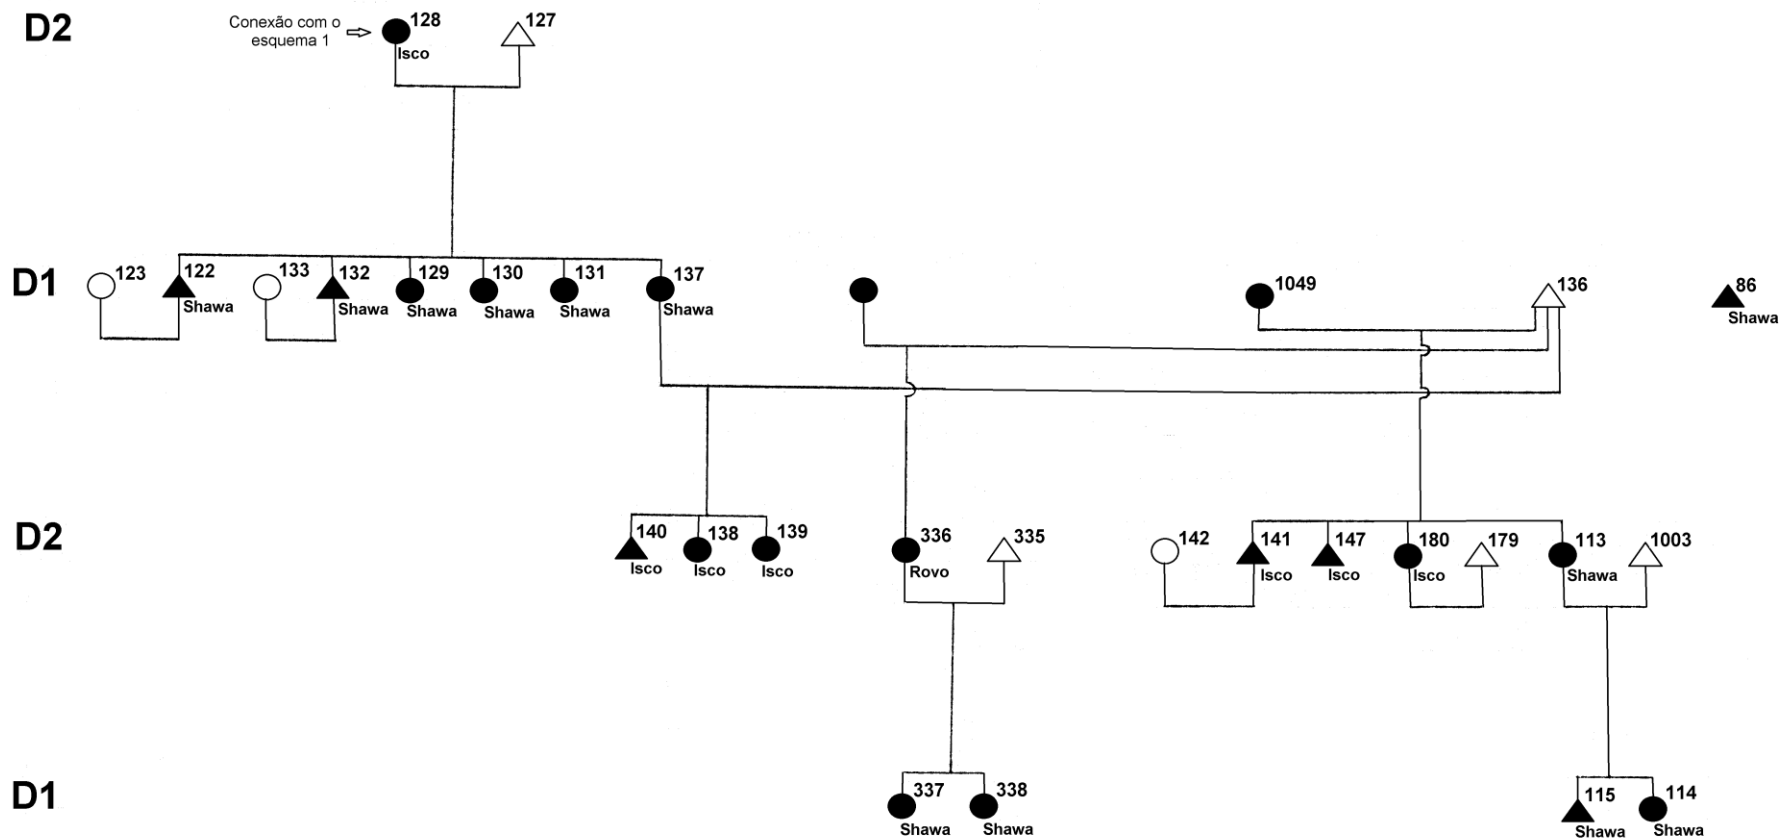 D2
Conexão com o
esquema 1
128
Isco
127
D1
123
122
Shawa
133
132
Shawa
129
Shawa
130
Shawa
131
Shawa
137
Shawa
1049
136
86
Shawa
D2
140
Isco
138
Isco
139
Isco
336
Rovo
335
142
141
Isco
147
Isco
180
Isco
179
113
Shawa
1003
D1
337
Shawa
338
Shawa
115
Shawa
114
Shawa